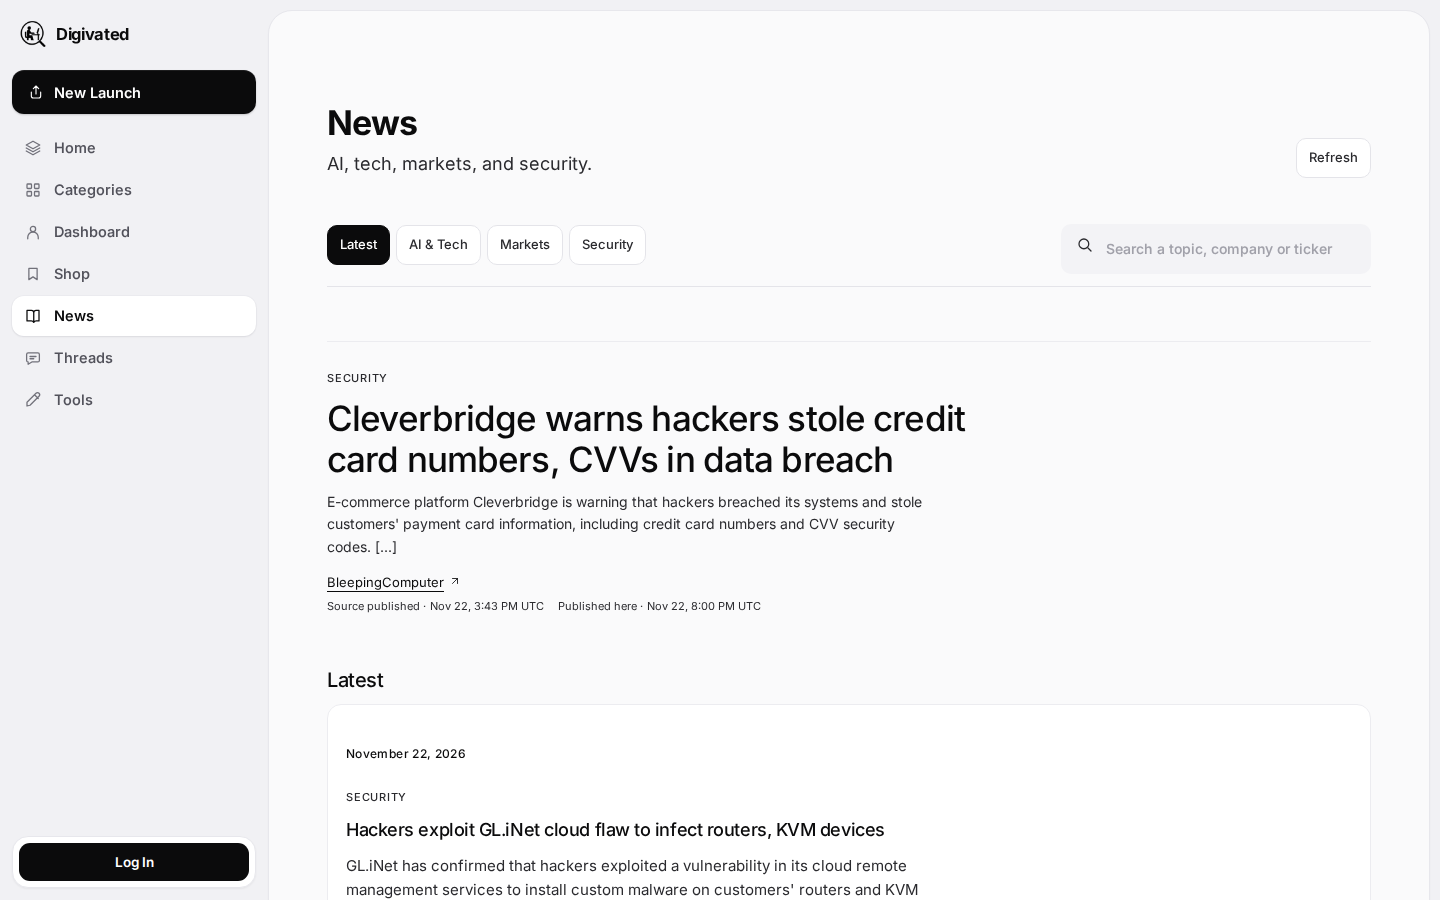 Digivated
New Launch
Home
Categories
Dashboard
Shop
News
Threads
Tools
Log In
News
AI, tech, markets, and security.
Refresh
Latest
AI & Tech
Markets
Security
Search a topic, company or ticker
SECURITY
Cleverbridge warns hackers stole credit
card numbers, CVVs in data breach
E-commerce platform Cleverbridge is warning that hackers breached its systems and stole
customers' payment card information, including credit card numbers and CVV security
codes. [...]
BleepingComputer
Source published · Nov 22, 3:43 PM UTC Published here · Nov 22, 8:00 PM UTC
Latest
November 22, 2026
SECURITY
Hackers exploit GL.iNet cloud flaw to infect routers, KVM devices
GL.iNet has confirmed that hackers exploited a vulnerability in its cloud remote
management services to install custom malware on customers' routers and KVM